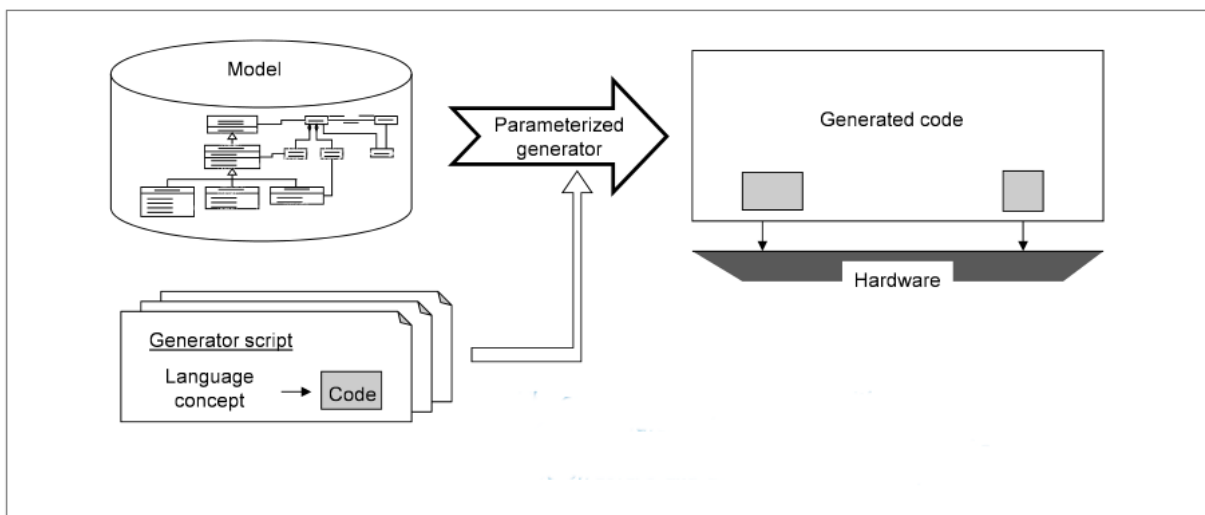 Model
Parameterized
generator
Generated code
Hardware
Generator script
Language
concept
Code